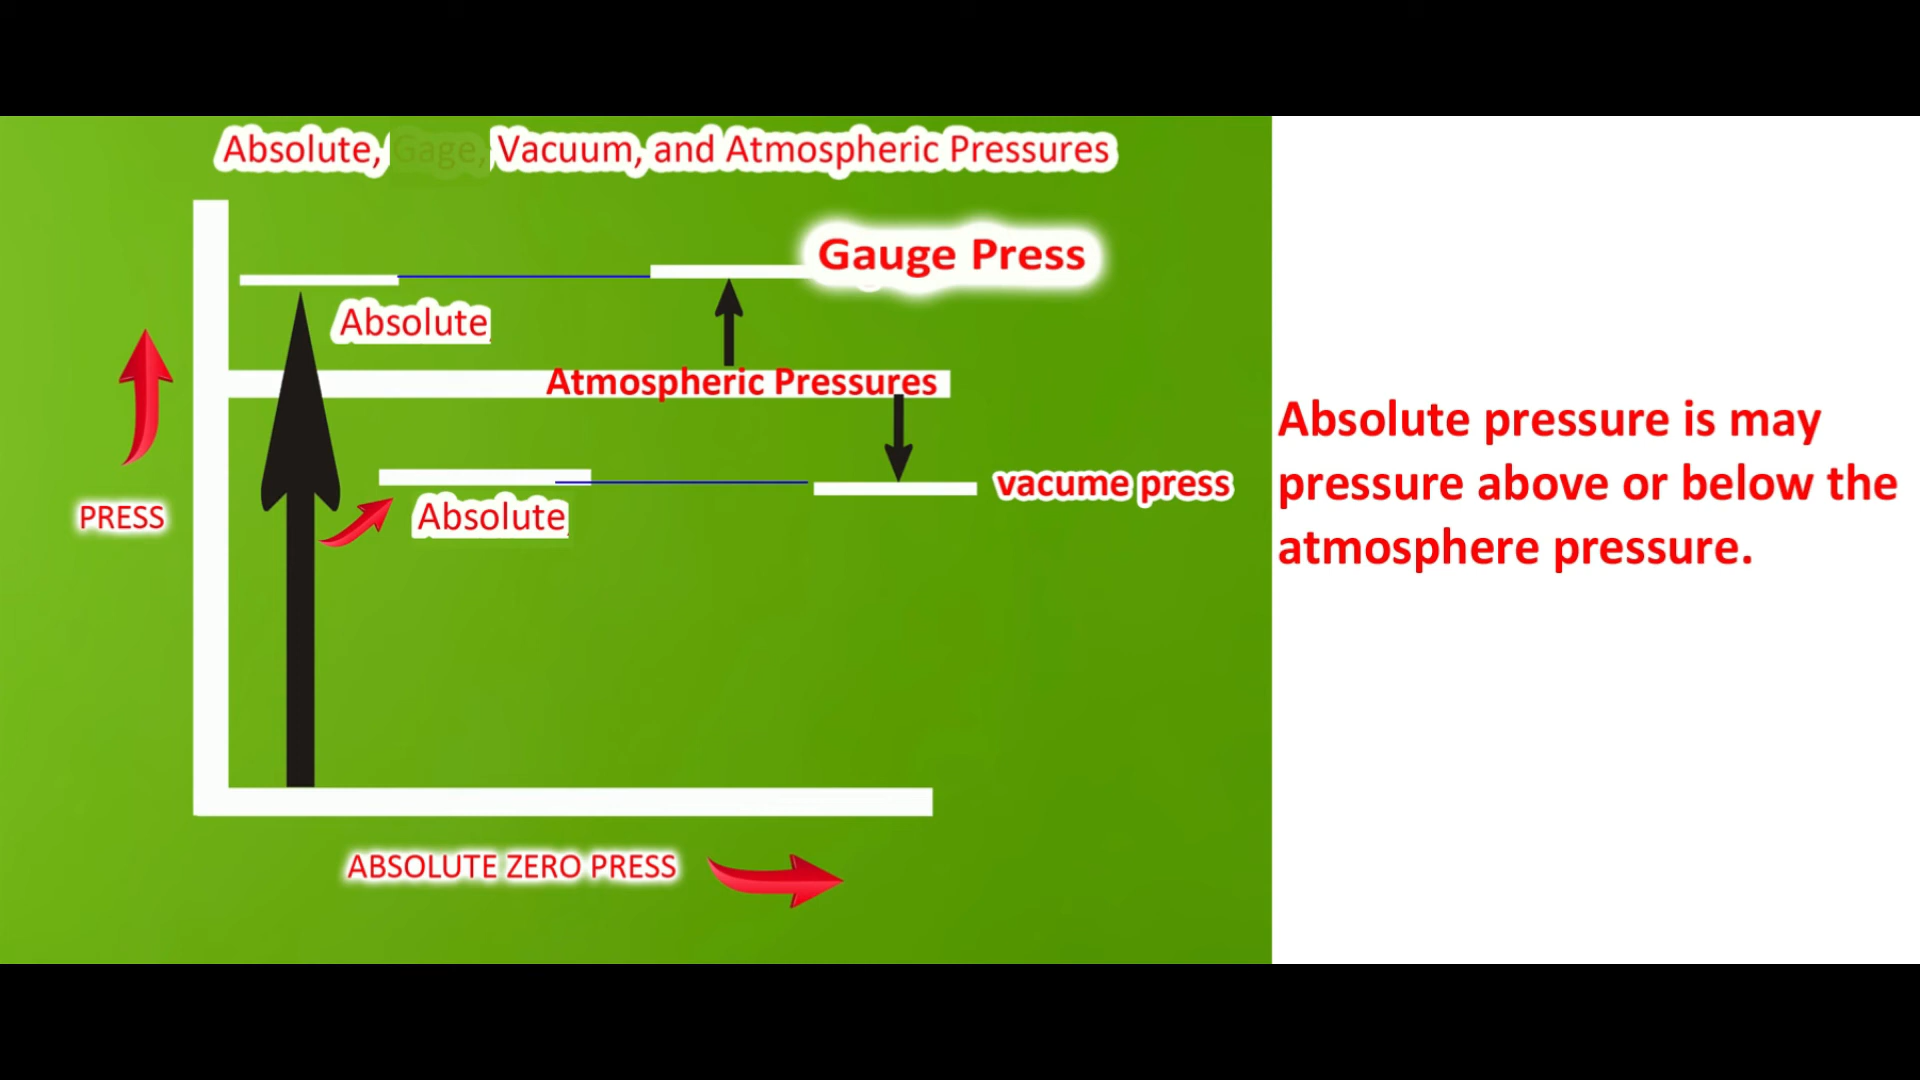 Absolute, Gage, Vacuum, and Atmospheric Pressures
Gauge Press
Absolute
Atmospheric Pressures
vacume press
Absolute
PRESS
ABSOLUTE ZERO PRESS
Absolute pressure is may
pressure above or below the
atmosphere pressure.